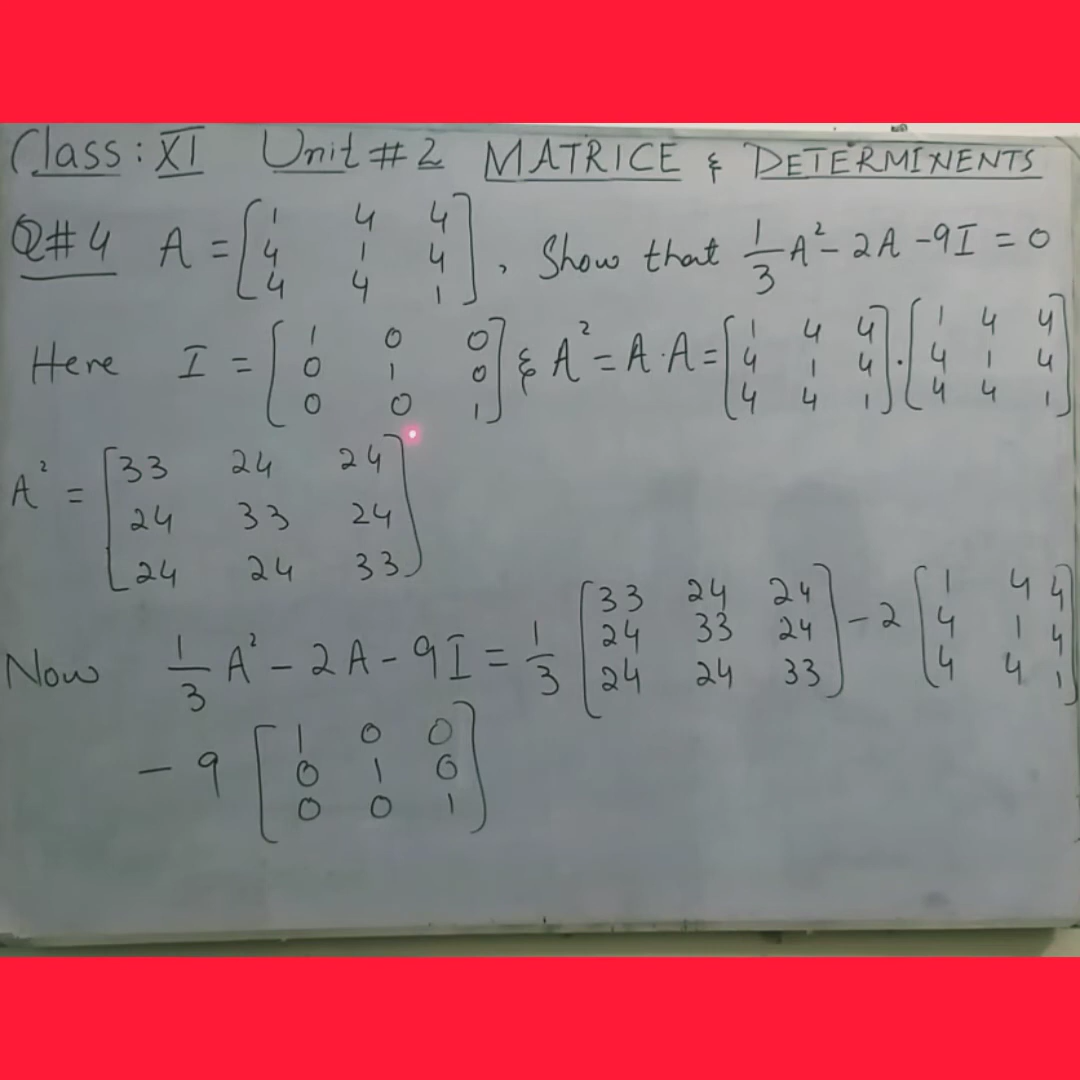 Class: XI Unit # 2 MATRICE & DETERMINENTS
Q# 4 A = [1 4 4; 4 1 4; 4 4 1], Show that 1/3 A² - 2A - 9I = 0
Here I = [1 0 0; 0 1 0; 0 0 1] & A² = A · A = [1 4 4; 4 1 4; 4 4 1] · [1 4 4; 4 1 4; 4 4 1]
A² = [33 24 24; 24 33 24; 24 24 33]
Now 1/3 A² - 2A - 9I = 1/3 [33 24 24; 24 33 24; 24 24 33] - 2 [1 4 4; 4 1 4; 4 4 1]
- 9 [1 0 0; 0 1 0; 0 0 1]